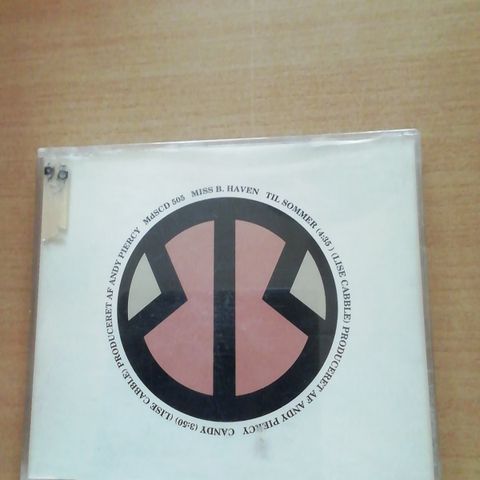 98
MdSCD 505 MISS B. HAVEN TIL SOMMER (4:35) (LISE CABBLE) PRODUCERET AF ANDY PIERCY CANDY (3:50) (LISE CABBLE) PRODUCERET AF ANDY PIERCY